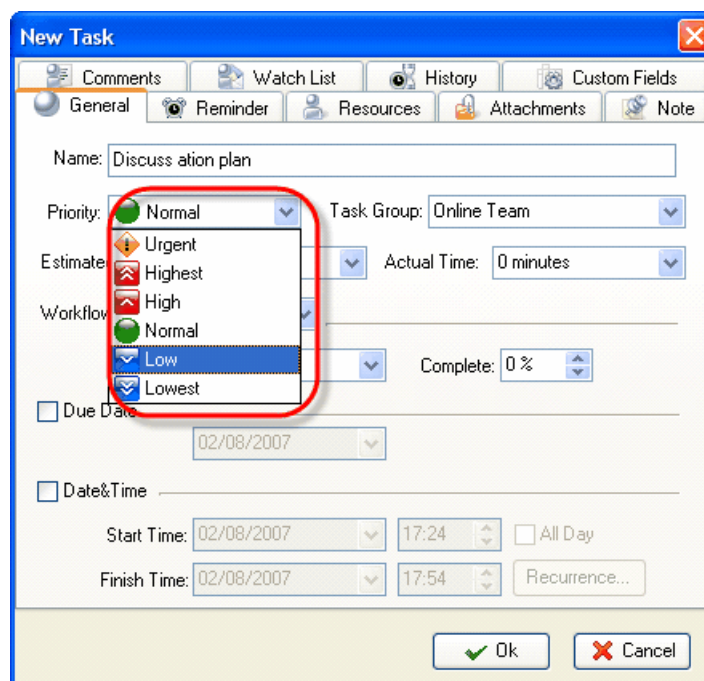 New Task
Comments Watch List History Custom Fields
General Reminder Resources Attachments Note
Name: Discuss ation plan
Priority: Normal Task Group: Online Team
Urgent
Estimate Actual Time: 0 minutes
Highest
High
Workflow
Normal
Low Complete: 0 %
Lowest
Due Date
02/08/2007
Date&Time
Start Time: 02/08/2007 17:24 All Day
Finish Time: 02/08/2007 17:54 Recurrence...
Ok Cancel